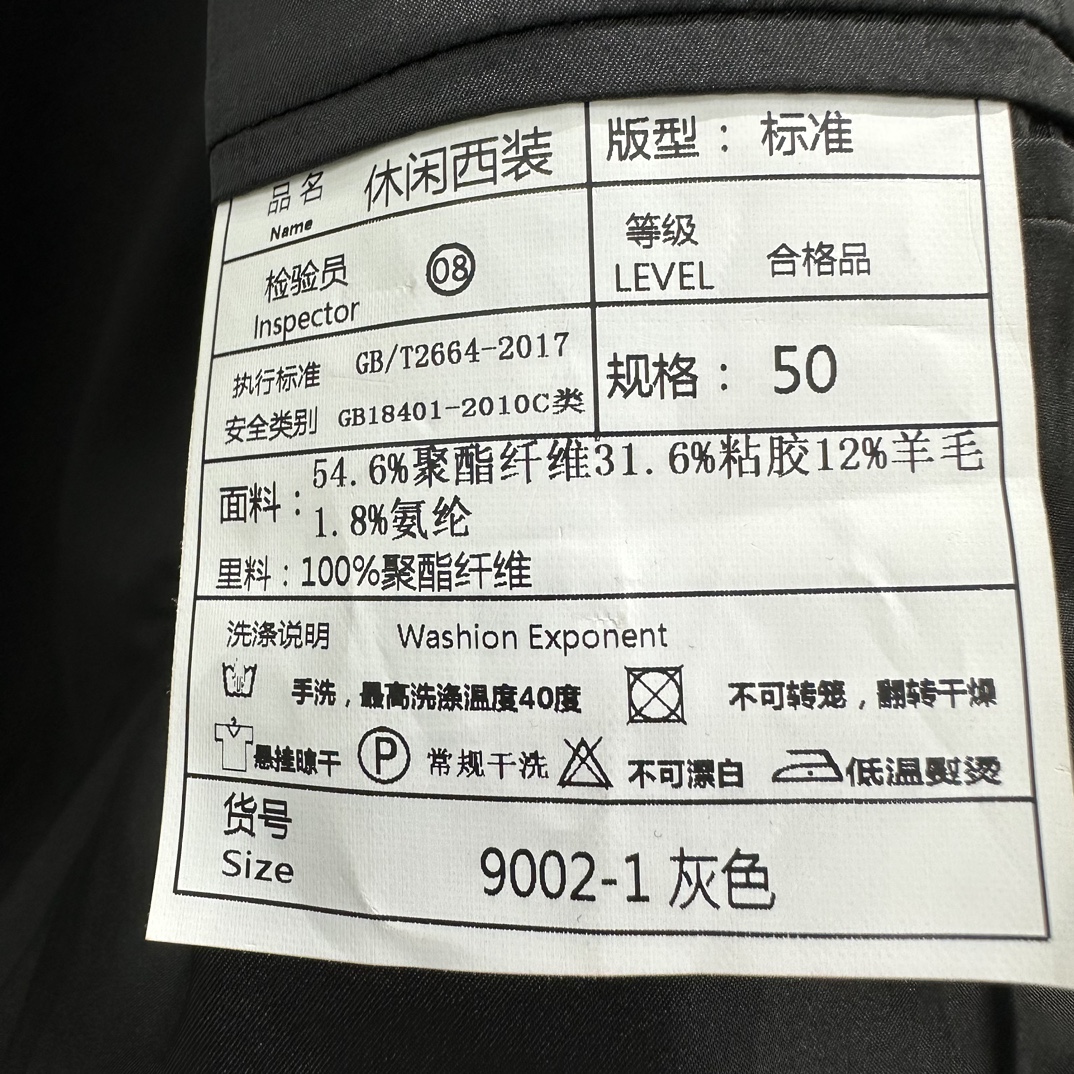 品名 休闲西装
Name
版型：标准
检验员 08
Inspector
等级
LEVEL 合格品
执行标准 GB/T2664-2017
安全类别 GB18401-2010C类
规格：50
面料：54.6%聚酯纤维31.6%粘胶12%羊毛
1.8%氨纶
里料：100%聚酯纤维
洗涤说明 Washion Exponent
手洗，最高洗涤温度40度 不可转笼，翻转干燥
悬挂晾干 P 常规干洗 不可漂白 低温熨烫
货号
Size 9002-1 灰色